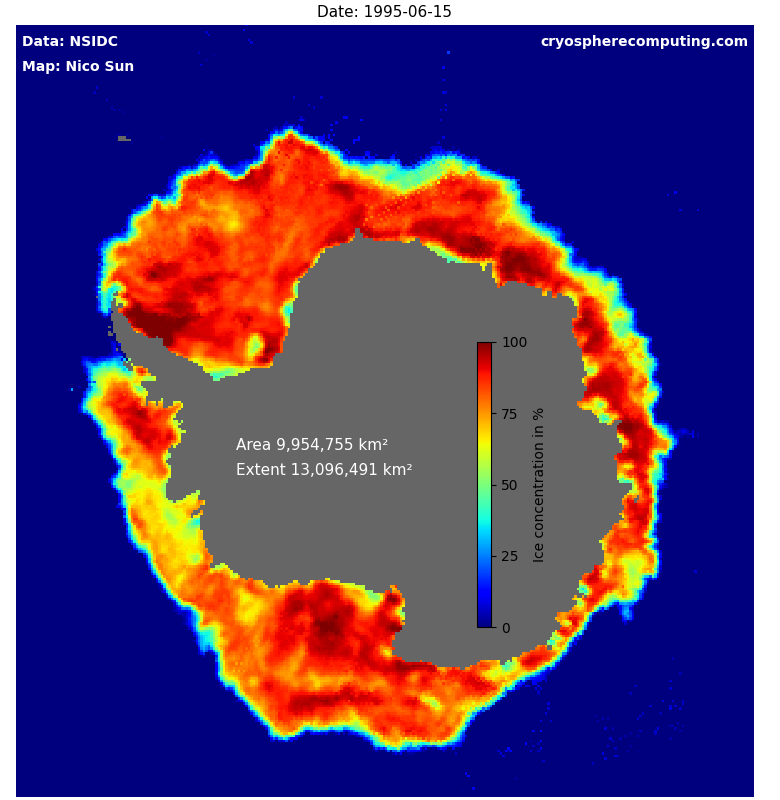 Date: 1995-06-15
Data: NSIDC
cryospherecomputing.com
Map: Nico Sun
100
75
50
25
0
Ice concentration in %
Area 9,954,755 km²
Extent 13,096,491 km²